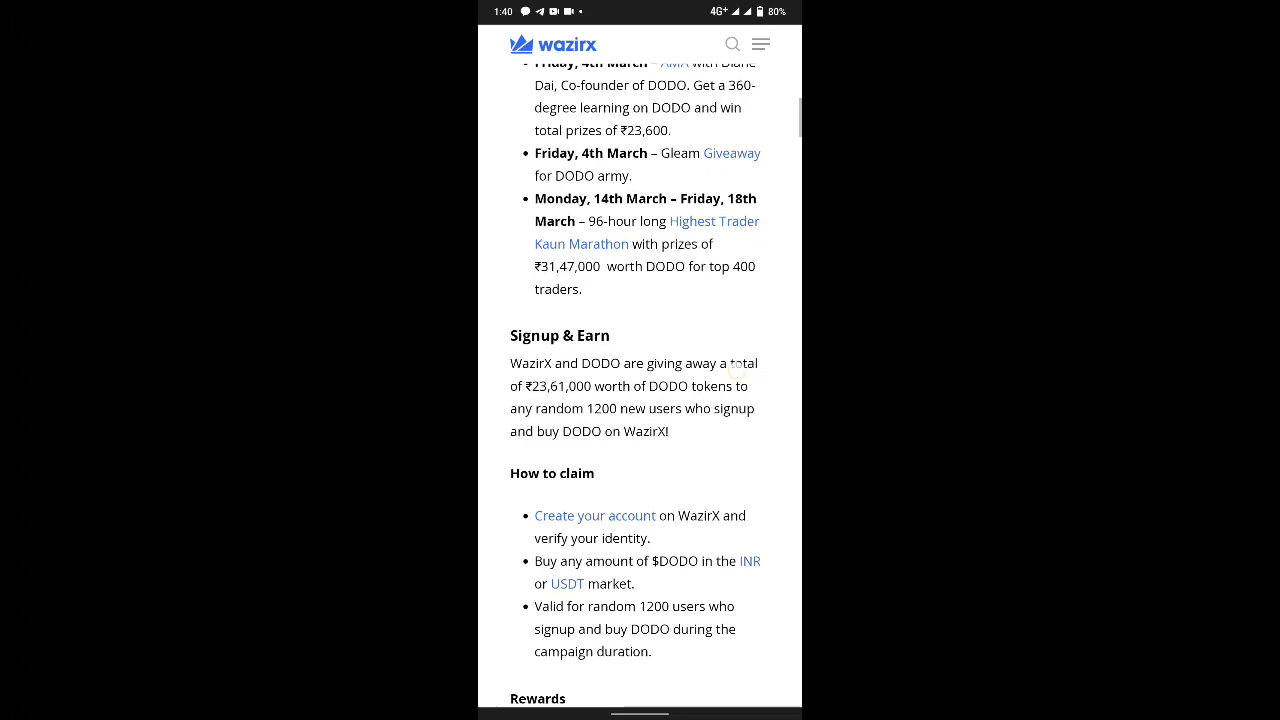 1:40
4G+
80%
wazirx
Friday, 4th March – AMA with Diane
Dai, Co-founder of DODO. Get a 360-
degree learning on DODO and win
total prizes of ₹23,600.
• Friday, 4th March – Gleam Giveaway
for DODO army.
• Monday, 14th March – Friday, 18th
March – 96-hour long Highest Trader
Kaun Marathon with prizes of
₹31,47,000  worth DODO for top 400
traders.
Signup & Earn
WazirX and DODO are giving away a total
of ₹23,61,000 worth of DODO tokens to
any random 1200 new users who signup
and buy DODO on WazirX!
How to claim
• Create your account on WazirX and
verify your identity.
• Buy any amount of $DODO in the INR
or USDT market.
• Valid for random 1200 users who
signup and buy DODO during the
campaign duration.
Rewards